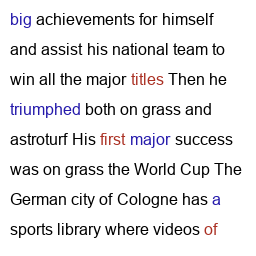 big achievements for himself
and assist his national team to
win all the major titles Then he
triumphed both on grass and
astroturf His first major success
was on grass the World Cup The
German city of Cologne has a
sports library where videos of